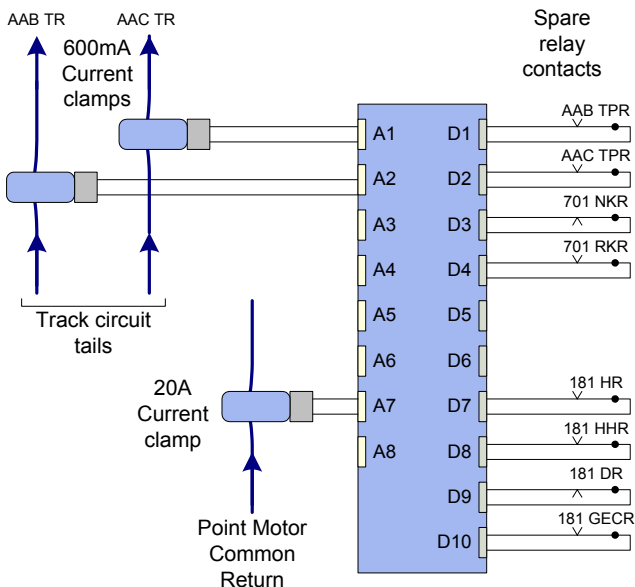 AAB TR
AAC TR
600mA
Current
clamps
Spare
relay
contacts
A1
A2
A3
A4
A5
A6
A7
A8
D1
D2
D3
D4
D5
D6
D7
D8
D9
D10
AAB TPR
AAC TPR
701 NKR
701 RKR
181 HR
181 HHR
181 DR
181 GECR
Track circuit
tails
20A
Current
clamp
Point Motor
Common
Return